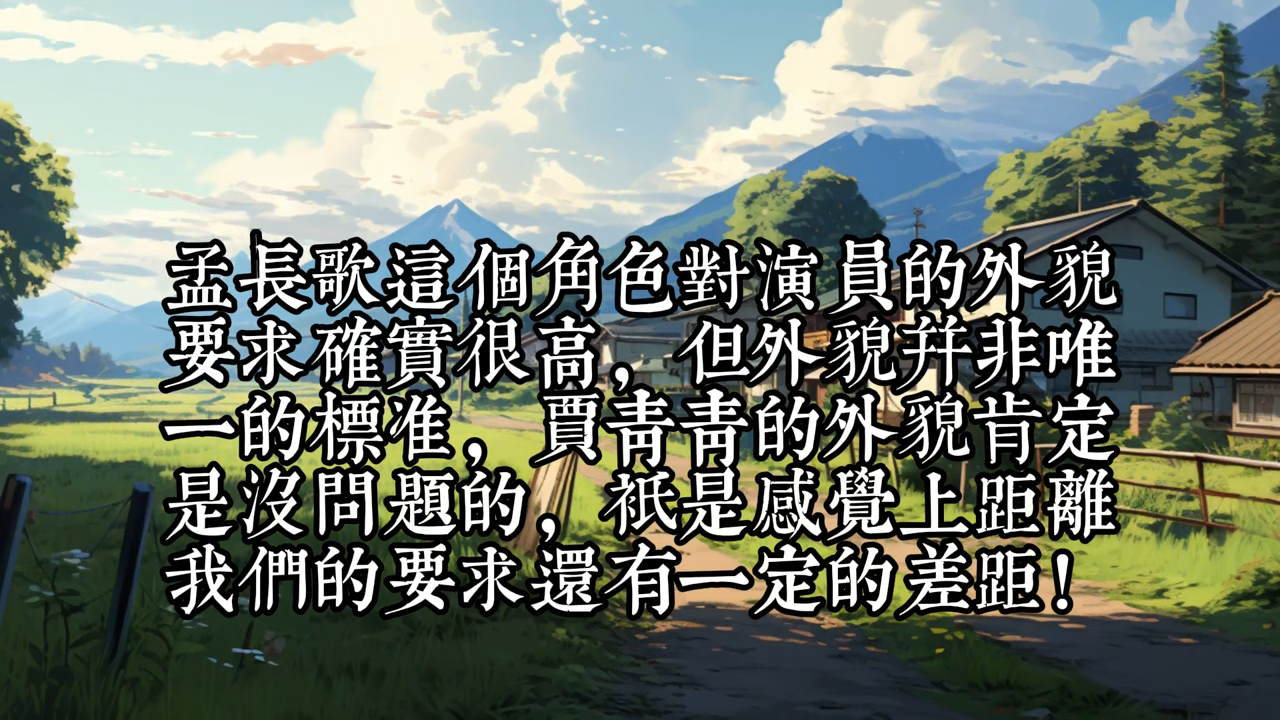 孟長歌這個角色對演員的外貌
要求確實很高，但外貌幷非唯
一的標准，賈靑靑的外貌肯定
是沒問題的，衹是感覺上距離
我們的要求還有一定的差距！